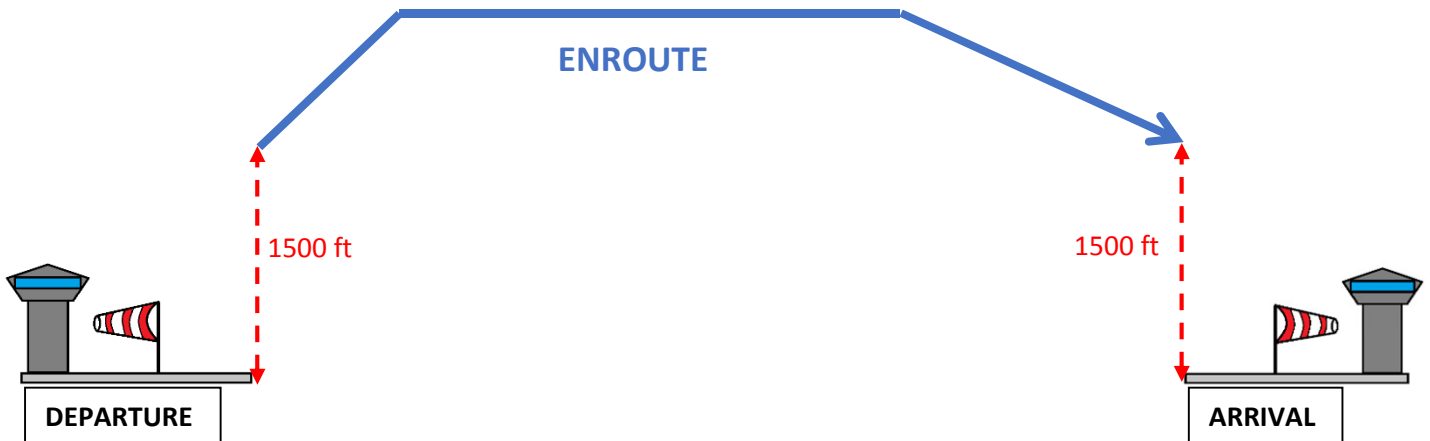 ENROUTE
1500 ft
1500 ft
DEPARTURE
ARRIVAL